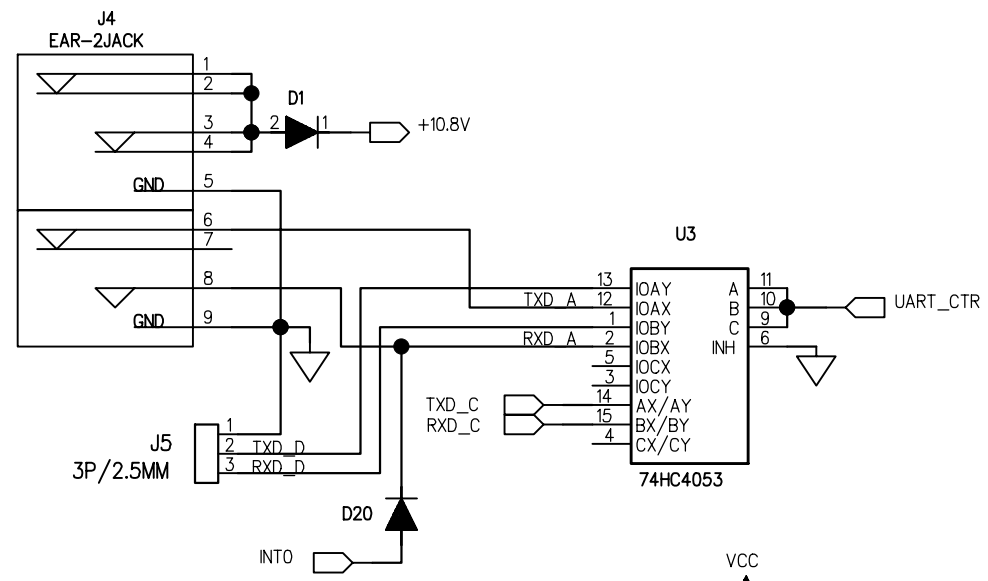 J4
EAR-2JACK
1
2
3
4
GND 5
6
7
8
GND 9
D1
2 1
+10.8V
U3
13 IOAY
TXD_A 12 IOAX
1 IOBY
RXD_A 2 IOBX
5 IOCX
3 IOCY
TXD_C 14 AX/AY
RXD_C 15 BX/BY
4 CX/CY
A 11
B 10
C 9
INH 6
UART_CTR
74HC4053
J5
3P/2.5MM
1
2 TXD_D
3 RXD_D
D20
INT0
VCC